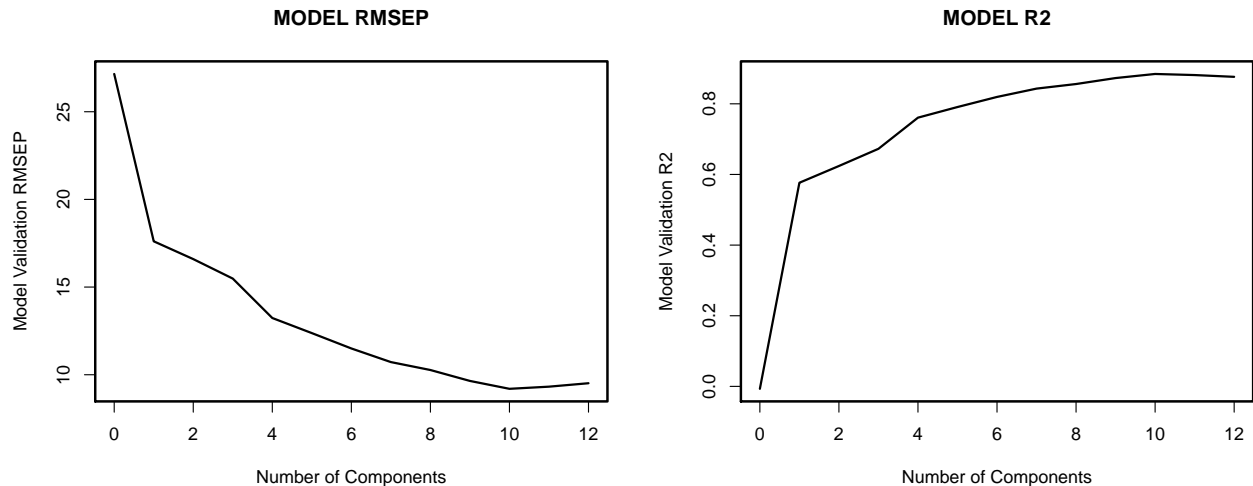 MODEL RMSEP
Model Validation RMSEP
25
20
15
10
0 2 4 6 8 10 12
Number of Components
MODEL R2
Model Validation R2
0.8
0.6
0.4
0.2
0.0
0 2 4 6 8 10 12
Number of Components